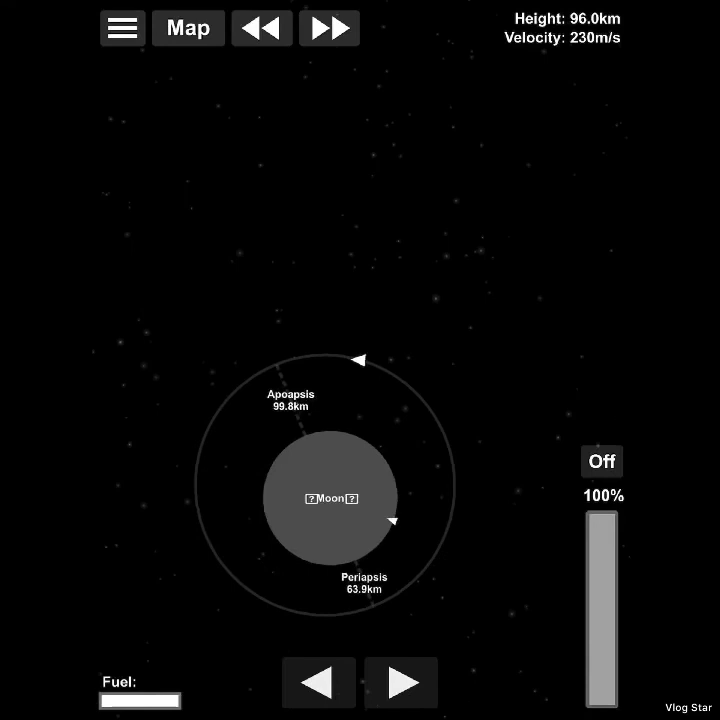 Map
Height: 96.0km
Velocity: 230m/s
Apoapsis
99.8km
Moon
Periapsis
63.9km
Off
100%
Fuel:
Vlog Star